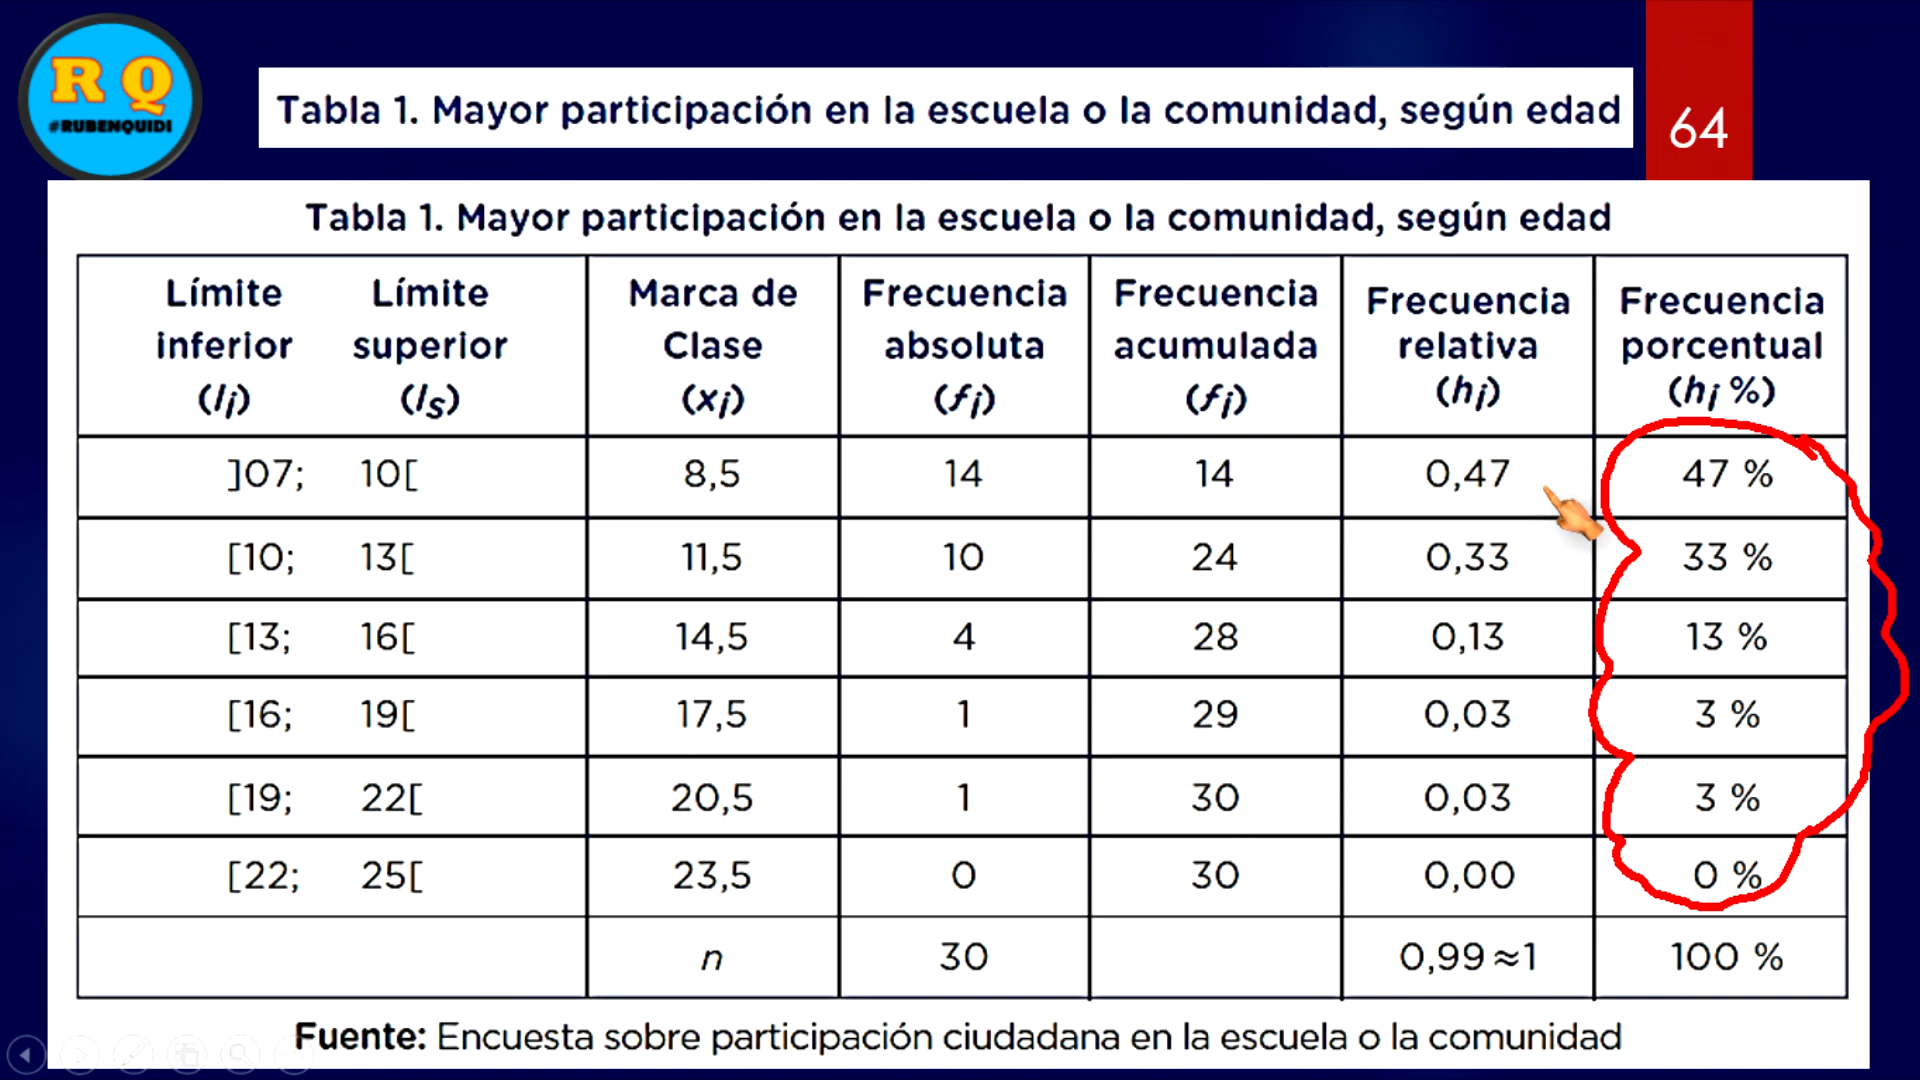 R Q
#RUBENQUIDI
Tabla 1. Mayor participación en la escuela o la comunidad, según edad
64
Tabla 1. Mayor participación en la escuela o la comunidad, según edad
Límite inferior (lᵢ) Límite superior (lₛ) Marca de Clase (xᵢ) Frecuencia absoluta (fᵢ) Frecuencia acumulada (fᵢ) Frecuencia relativa (hᵢ) Frecuencia porcentual (hᵢ %)
]07; 10[ 8,5 14 14 0,47 47 %
[10; 13[ 11,5 10 24 0,33 33 %
[13; 16[ 14,5 4 28 0,13 13 %
[16; 19[ 17,5 1 29 0,03 3 %
[19; 22[ 20,5 1 30 0,03 3 %
[22; 25[ 23,5 0 30 0,00 0 %
n 30 0,99 ≈1 100 %
Fuente: Encuesta sobre participación ciudadana en la escuela o la comunidad